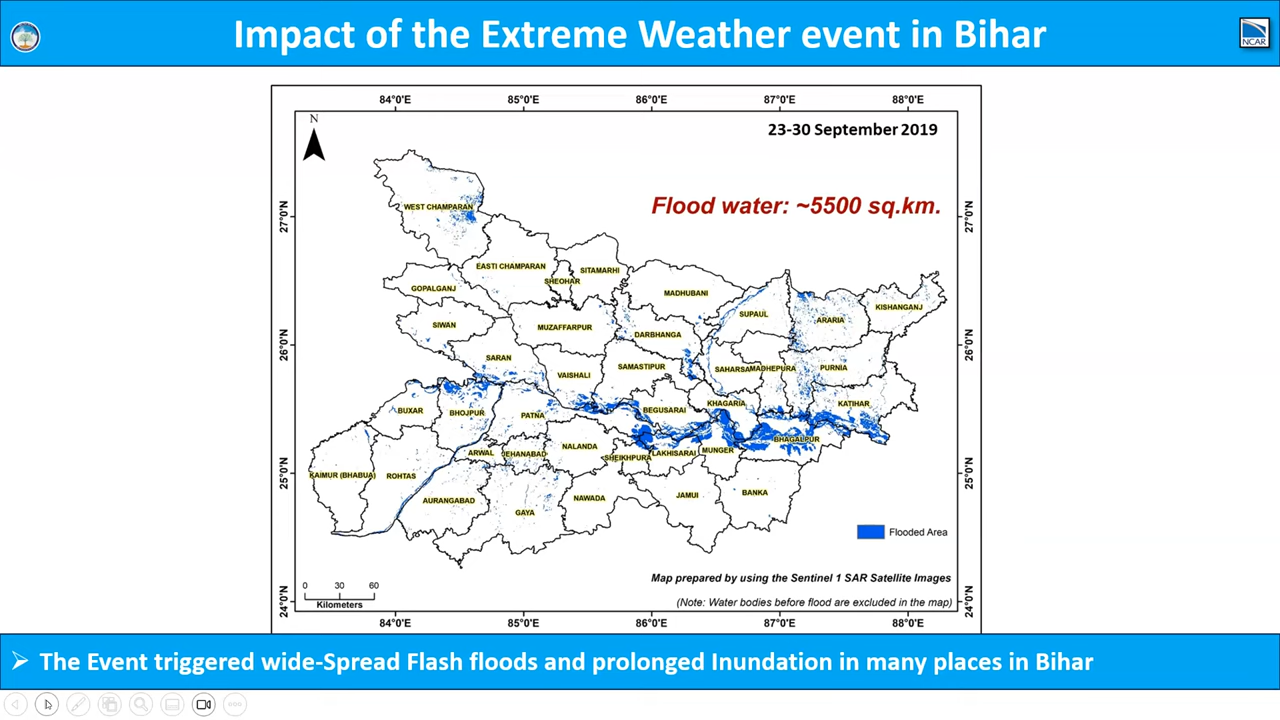 Impact of the Extreme Weather event in Bihar
NCAR
84°0'E 85°0'E 86°0'E 87°0'E 88°0'E
N
23-30 September 2019
Flood water: ~5500 sq.km.
27°0'N 27°0'N
WEST CHAMPARAN
EASTI CHAMPARAN
SITAMARHI
SHEOHAR
GOPALGANJ
MADHUBANI
KISHANGANJ
SUPAUL
ARARIA
SIWAN
MUZAFFARPUR
DARBHANGA
26°0'N 26°0'N
SARAN
VAISHALI
SAMASTIPUR
SAHARSA
MADHEPURA
PURNIA
BUXAR
BHOJPUR
PATNA
BEGUSARAI
KHAGARIA
KATIHAR
BHAGALPUR
ARWAL
JEHANABAD
NALANDA
SHEIKHPURA
LAKHISARAI
MUNGER
25°0'N 25°0'N
KAIMUR (BHABUA)
ROHTAS
AURANGABAD
GAYA
NAWADA
JAMUI
BANKA
Flooded Area
Map prepared by using the Sentinel 1 SAR Satellite Images
0 30 60
Kilometers
(Note: Water bodies before flood are excluded in the map)
24°0'N 24°0'N
84°0'E 85°0'E 86°0'E 87°0'E 88°0'E
The Event triggered wide-Spread Flash floods and prolonged Inundation in many places in Bihar